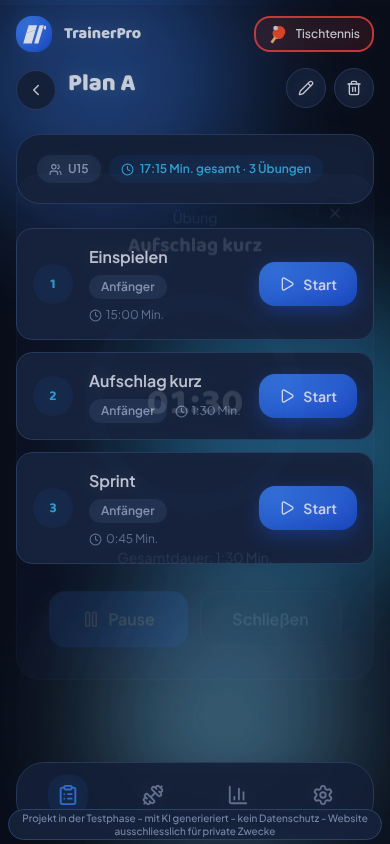 TrainerPro
🏓 Tischtennis
Plan A
U15
17:15 Min. gesamt · 3 Übungen
Übung
Aufschlag kurz
1
Einspielen
Anfänger
15:00 Min.
Start
2
Aufschlag kurz
Anfänger
1:30 Min.
Start
01:30
3
Sprint
Anfänger
0:45 Min.
Start
Gesamtdauer: 1:30 Min.
Pause
Schließen
Projekt in der Testphase – mit KI generieriert – kein Datenschutz – Website
ausschliesslich für private Zwecke